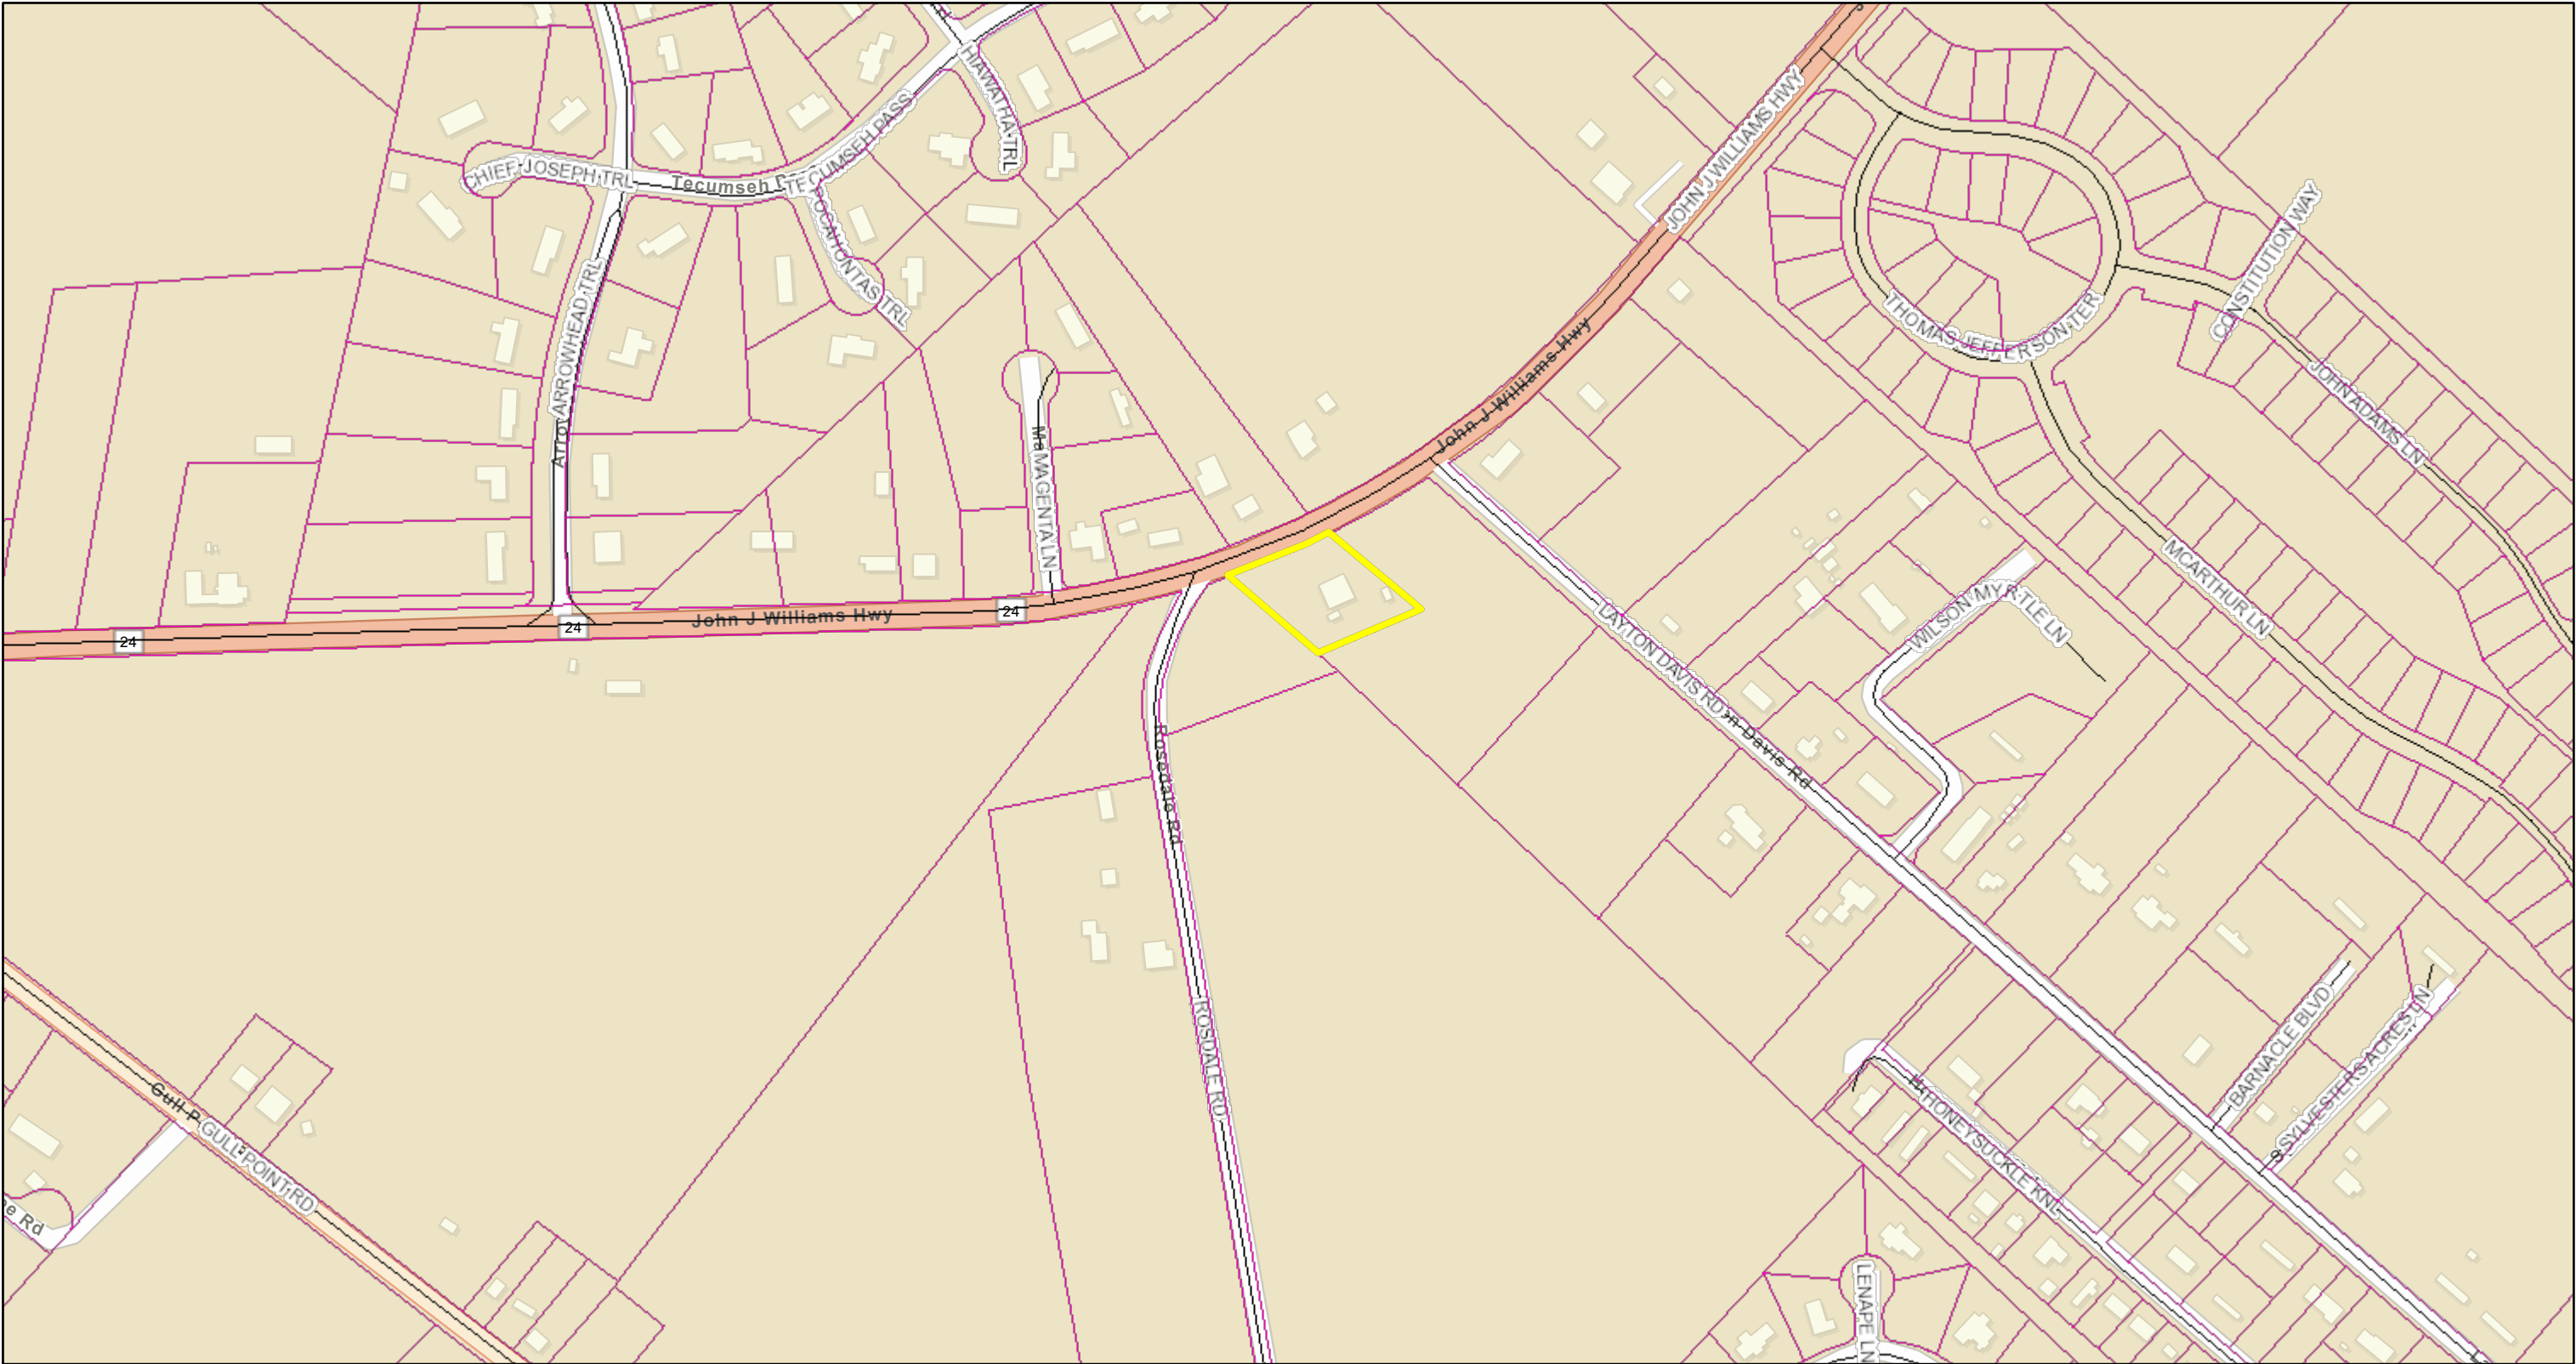 HIAWATHA TRL
TECUMSEH PASS
CHIEF JOSEPH TRL
Tecumseh
POCAHONTAS TRL
ARROWHEAD TRL
MAGENTA LN
JOHN J WILLIAMS HWY
John J Williams Hwy
John J Williams Hwy
24
24
24
THOMAS JEFFERSON TER
CONSTITUTION WAY
JOHN ADAMS LN
MCARTHUR LN
WILSON MYRTLE LN
LAYTON DAVIS RD
Davis Rd
Rosedale Rd
ROSDALE RD
BARNACLE BLVD
SYLVESTERS ACRES LN
HONEYSUCKLE KNL
LENAPE LN
Gull
GULL POINT RD
Rd